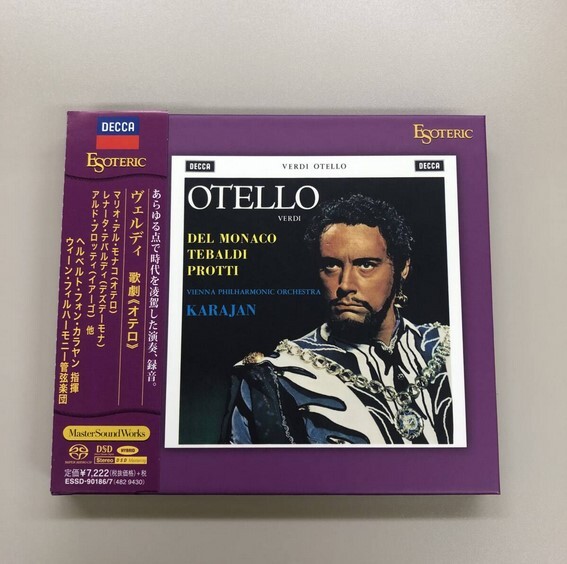 DECCA
ESOTERIC
あらゆる点で時代を凌駕した演奏、録音。
ヴェルディ 歌劇《オテロ》
マリオ・デル・モナコ(オテロ)
レナータ・テバルディ(デズデーモナ)
アルド・プロッティ(イアーゴ) 他
ヘルベルト・フォン・カラヤン 指揮
ウィーン・フィルハーモニー管弦楽団
MasterSoundWorks
DSD
HYBRID
Stereo
定価¥7,222(税抜価格)+税
ESSD-90186/7(482 9430)
ESOTERIC
DECCA
VERDI OTELLO
DECCA
OTELLO
VERDI
DEL MONACO
TEBALDI
PROTTI
VIENNA PHILHARMONIC ORCHESTRA
KARAJAN